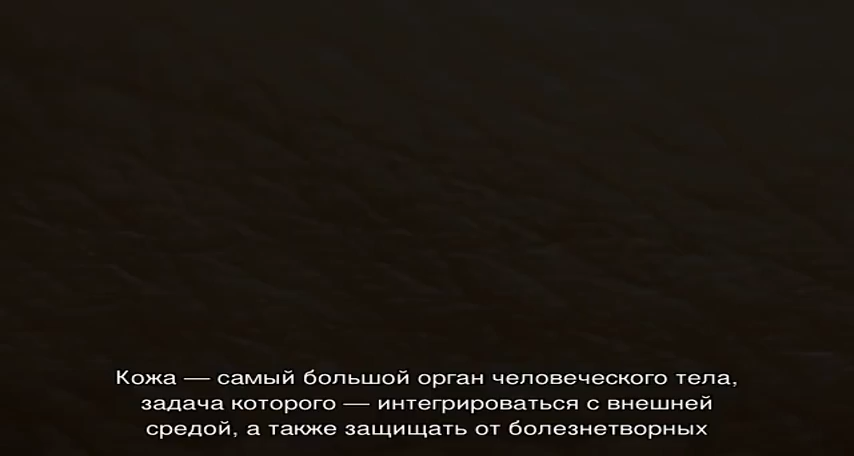 Кожа — самый большой орган человеческого тела,
задача которого — интегрироваться с внешней
средой, а также защищать от болезнетворных